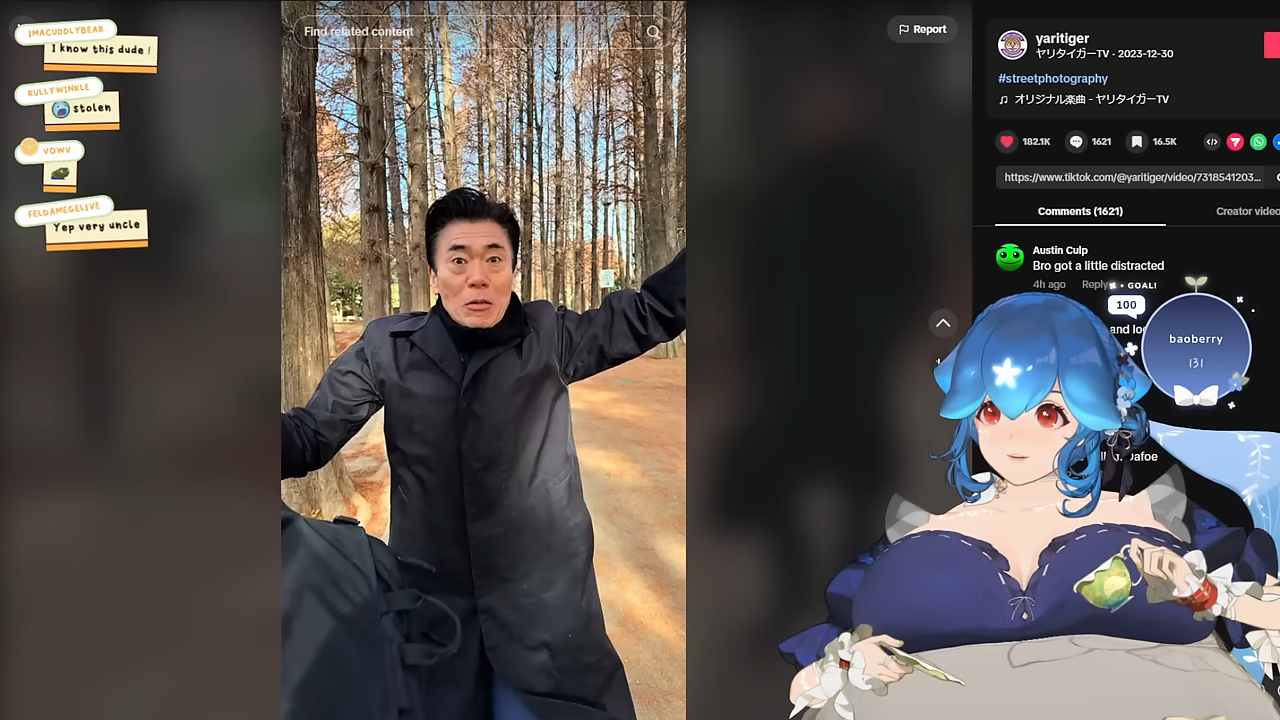 IMACUDDLYBEAR
I know this dude !
RULLYWINKLE
stolen
VOWV
FELDAMEGELIVE
Yep very uncle
Find related content
Report
yaritiger
ヤリタイガーTV · 2023-12-30
#streetphotography
♫ オリジナル楽曲 - ヤリタイガーTV
182.1K
1621
16.5K
https://www.tiktok.com/@yaritiger/video/7318541203...
Comments (1621)
Creator video
Austin Culp
Bro got a little distracted
4h ago
Reply
GOAL!
100
baoberry
131